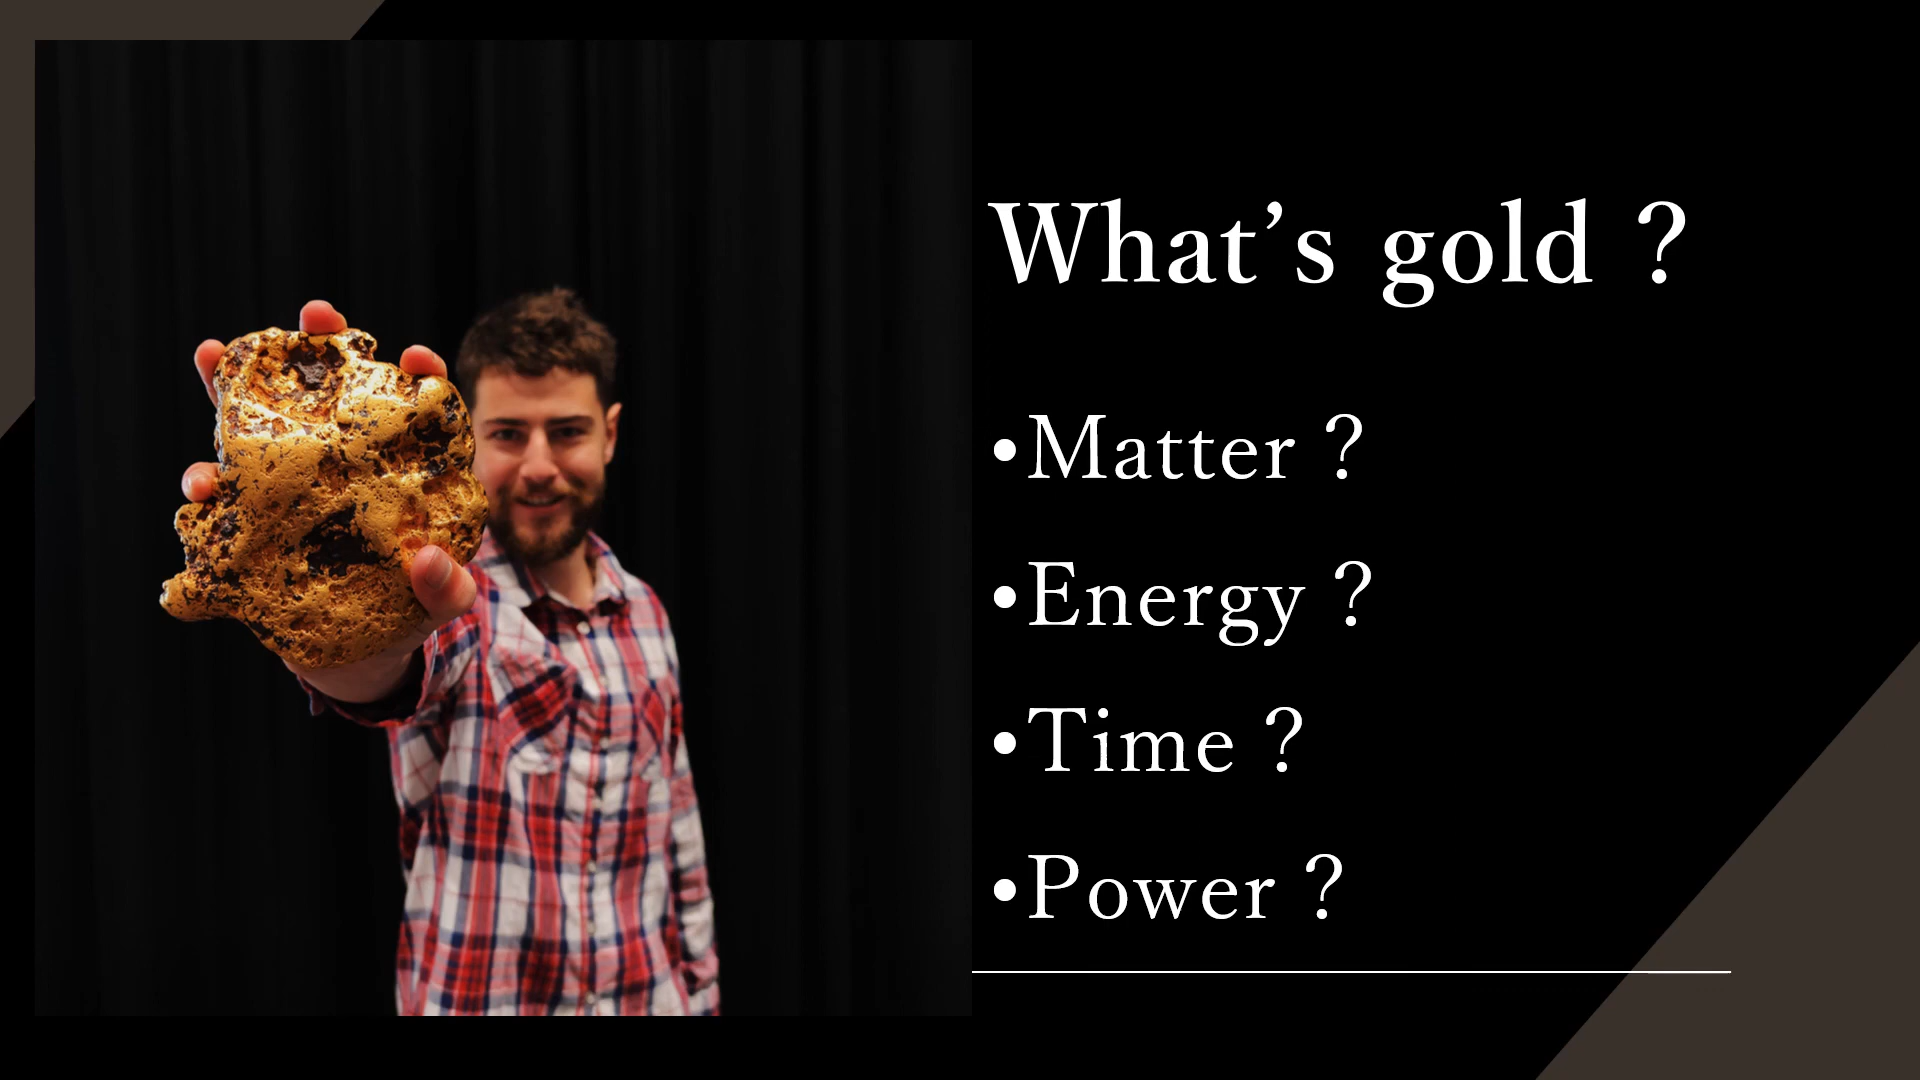 What’s gold ?
•Matter ?
•Energy ?
•Time ?
•Power ?